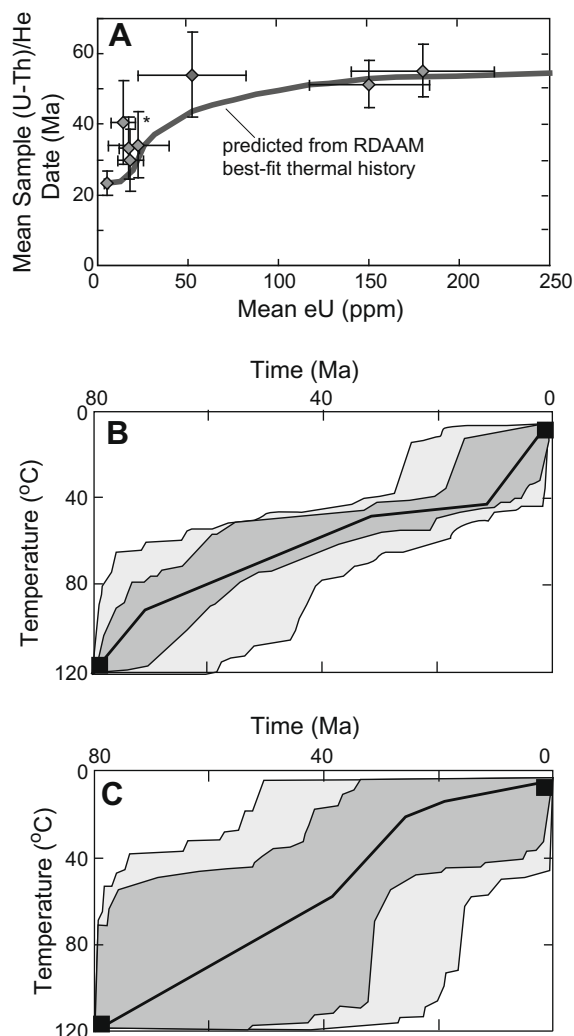 A
Mean Sample (U-Th)/He
Date (Ma)
60
40
20
0
*
predicted from RDAAM
best-fit thermal history
0
50
100
150
200
250
Mean eU (ppm)
Time (Ma)
80
40
0
B
0
40
80
120
Temperature (°C)
Time (Ma)
80
40
0
C
0
40
80
120
Temperature (°C)